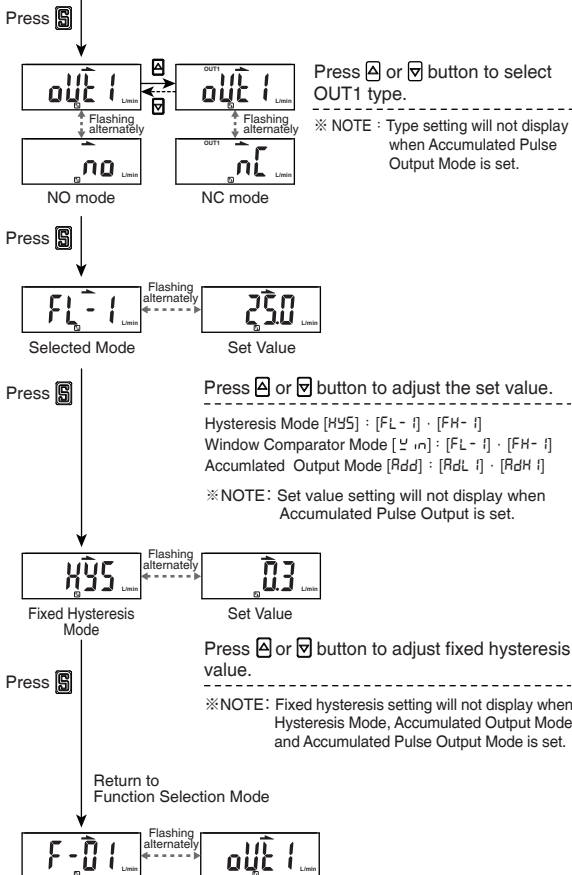 Press S
oUt 1 L/min
OUT1 oUt 1 L/min
Press △ or ▽ button to select
OUT1 type.
Flashing
alternately
Flashing
alternately
※ NOTE : Type setting will not display
when Accumulated Pulse
Output Mode is set.
no L/min
OUT1 nC L/min
NO mode
NC mode
Press S
Flashing
alternately
FL-1 L/min
25.0 L/min
Selected Mode
Set Value
Press S
Press △ or ▽ button to adjust the set value.
Hysteresis Mode [HYS] : [FL-1] · [FH-1]
Window Comparator Mode [Win] : [FL-1] · [FH-1]
Accumlated Output Mode [Add] : [AdL1] · [AdH1]
※NOTE: Set value setting will not display when
Accumulated Pulse Output is set.
Flashing
alternately
HYS L/min
0.3 L/min
Fixed Hysteresis
Mode
Set Value
Press △ or ▽ button to adjust fixed hysteresis
value.
Press S
※NOTE: Fixed hysteresis setting will not display when
Hysteresis Mode, Accumulated Output Mode
and Accumulated Pulse Output Mode is set.
Return to
Function Selection Mode
Flashing
alternately
F-01 L/min
oUt 1 L/min